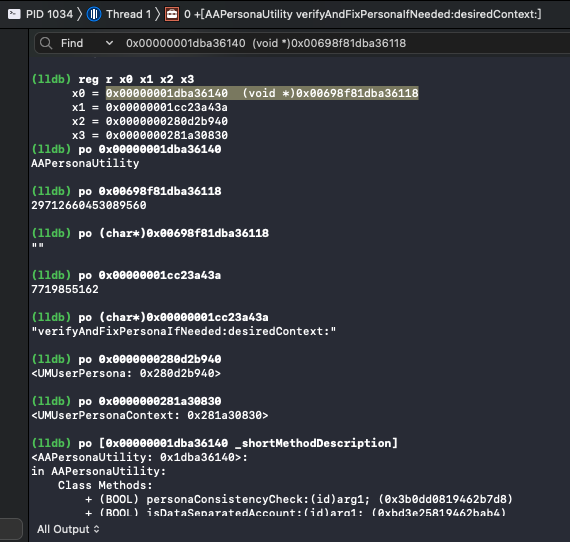 PID 1034 Thread 1 0 +[AAPersonaUtility verifyAndFixPersonaIfNeeded:desiredContext:]
Find 0x00000001dba36140 (void *)0x00698f81dba36118
(lldb) reg r x0 x1 x2 x3
x0 = 0x00000001dba36140 (void *)0x00698f81dba36118
x1 = 0x00000001cc23a43a
x2 = 0x0000000280d2b940
x3 = 0x0000000281a30830
(lldb) po 0x00000001dba36140
AAPersonaUtility
(lldb) po 0x00698f81dba36118
29712660453089560
(lldb) po (char*)0x00698f81dba36118
""
(lldb) po 0x00000001cc23a43a
7719855162
(lldb) po (char*)0x00000001cc23a43a
"verifyAndFixPersonaIfNeeded:desiredContext:"
(lldb) po 0x0000000280d2b940
<UMUserPersona: 0x280d2b940>
(lldb) po 0x0000000281a30830
<UMUserPersonaContext: 0x281a30830>
(lldb) po [0x00000001dba36140 _shortMethodDescription]
<AAPersonaUtility: 0x1dba36140>:
in AAPersonaUtility:
Class Methods:
+ (BOOL) personaConsistencyCheck:(id)arg1; (0x3b0dd0819462b7d8)
+ (BOOL) isDataSeparatedAccount:(id)arg1; (0xbd3e25819462bab4)
All Output